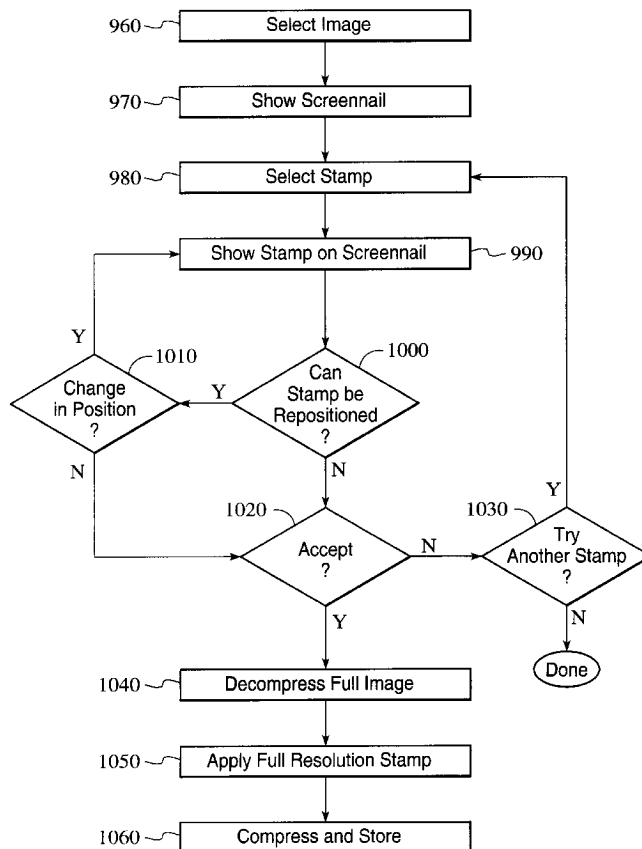 960
Select Image
970
Show Screennail
980
Select Stamp
Show Stamp on Screennail
990
Y
1010
1000
Change
in Position
?
Y
Can
Stamp be
Repositioned
?
N
N
Y
1020
1030
Accept
?
N
Try
Another Stamp
?
Y
N
Done
1040
Decompress Full Image
1050
Apply Full Resolution Stamp
1060
Compress and Store